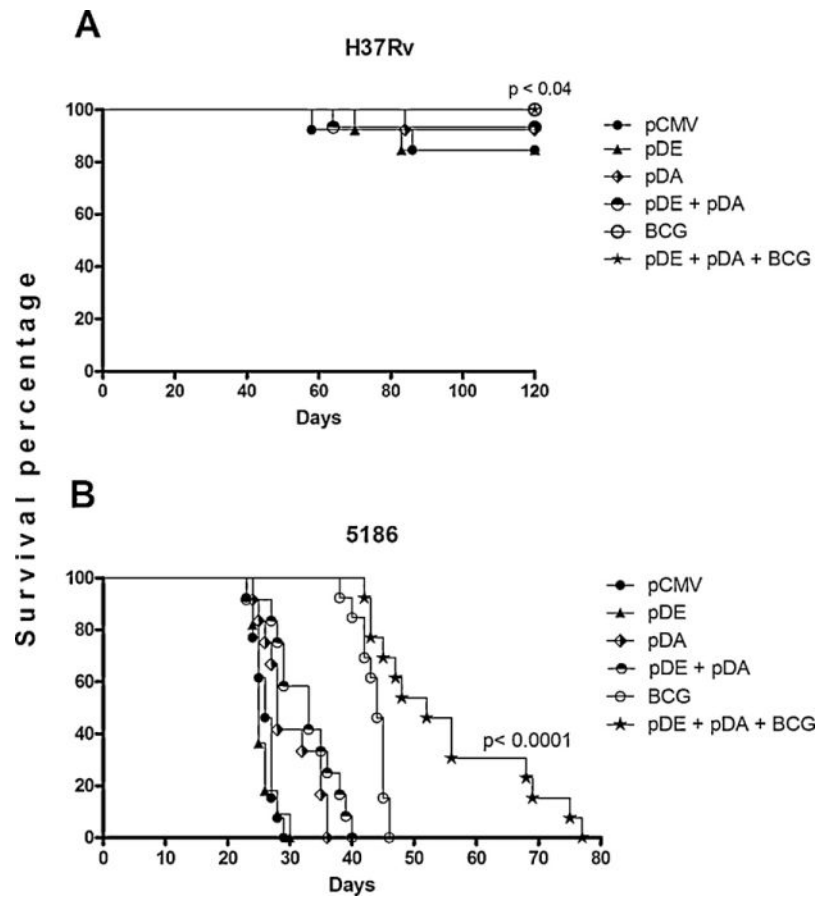 A
H37Rv
p < 0.04
100
80
60
40
20
0
0 20 40 60 80 100 120
Days
pCMV
pDE
pDA
pDE + pDA
BCG
pDE + pDA + BCG
Survival percentage
B
5186
100
80
60
40
20
0
p< 0.0001
0 20 30 40 50 60 70 80
Days
pCMV
pDE
pDA
pDE + pDA
BCG
pDE + pDA + BCG